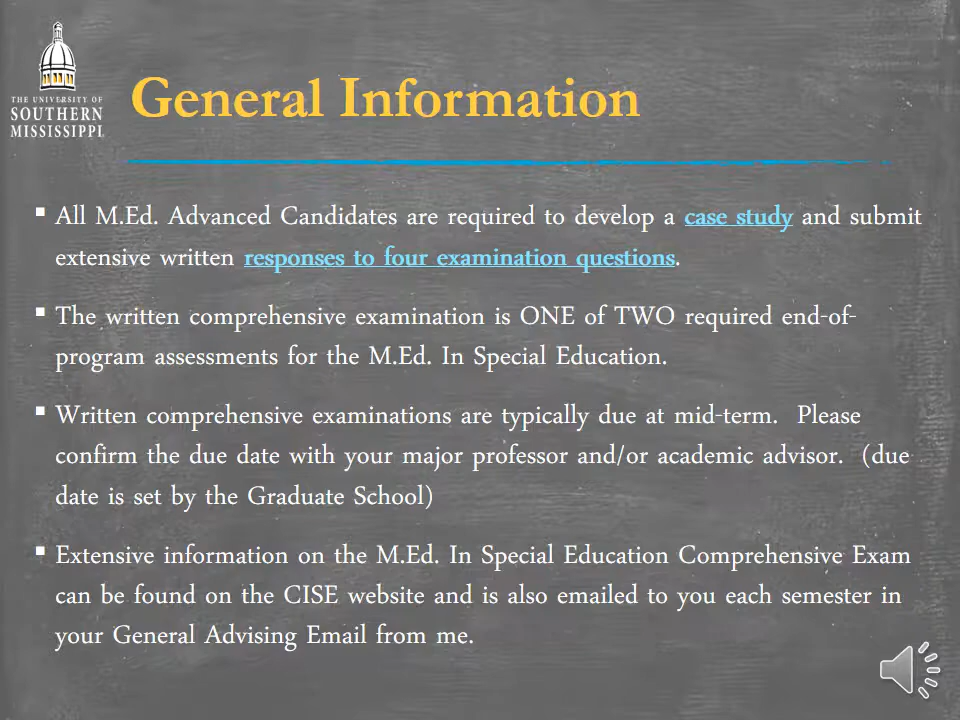 THE UNIVERSITY OF
SOUTHERN
MISSISSIPPI
General Information
▪ All M.Ed. Advanced Candidates are required to develop a case study and submit
extensive written responses to four examination questions.
▪ The written comprehensive examination is ONE of TWO required end-of-
program assessments for the M.Ed. In Special Education.
▪ Written comprehensive examinations are typically due at mid-term.  Please
confirm the due date with your major professor and/or academic advisor.  (due
date is set by the Graduate School)
▪ Extensive information on the M.Ed. In Special Education Comprehensive Exam
can be found on the CISE website and is also emailed to you each semester in
your General Advising Email from me.